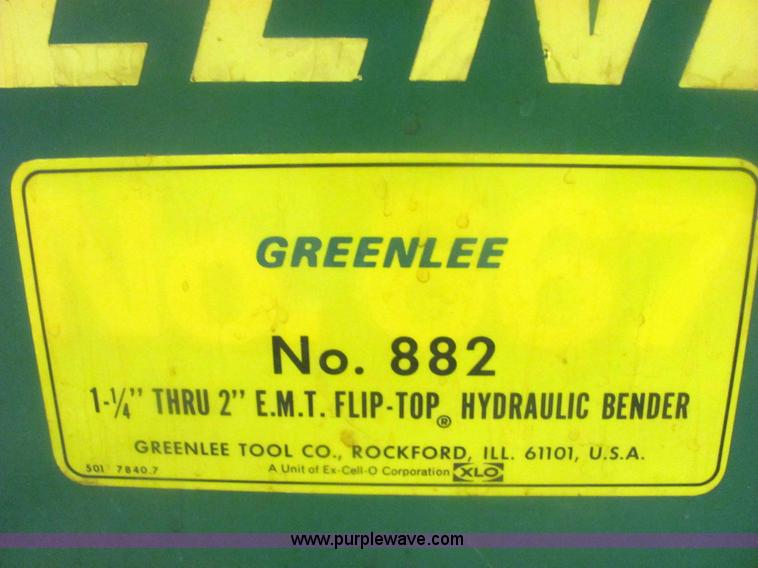 GREENLEE
No. 882
1-1/4" THRU 2" E.M.T. FLIP-TOP® HYDRAULIC BENDER
GREENLEE TOOL CO., ROCKFORD, ILL. 61101, U.S.A.
501 7840.7 A Unit of Ex-Cell-O Corporation XLO
www.purplewave.com